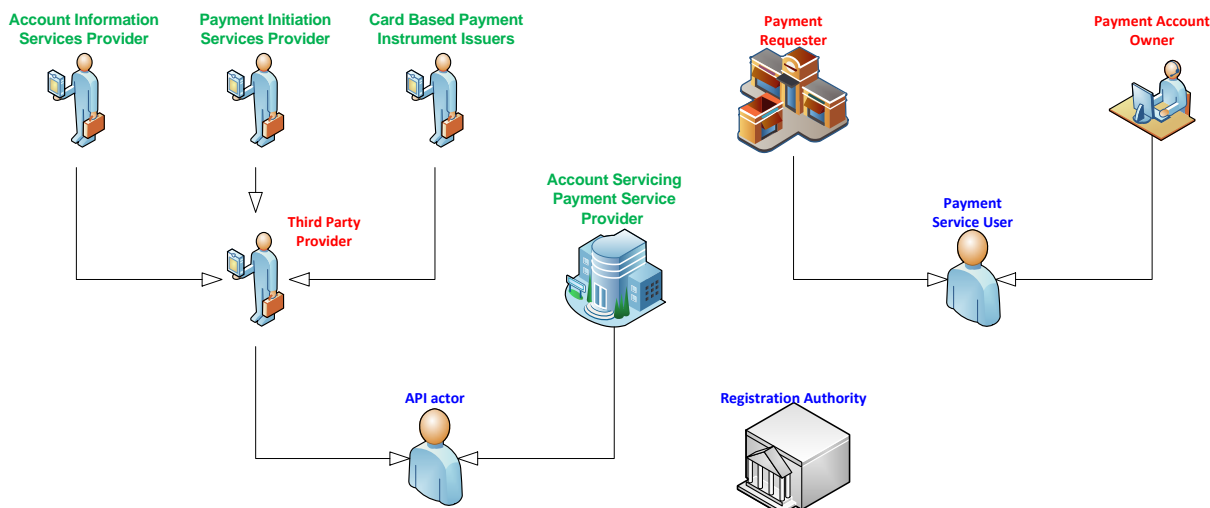 Account Information
Services Provider
Payment Initiation
Services Provider
Card Based Payment
Instrument Issuers
Payment
Requester
Payment Account
Owner
Third Party
Provider
Account Servicing
Payment Service
Provider
Payment
Service User
API actor
Registration Authority